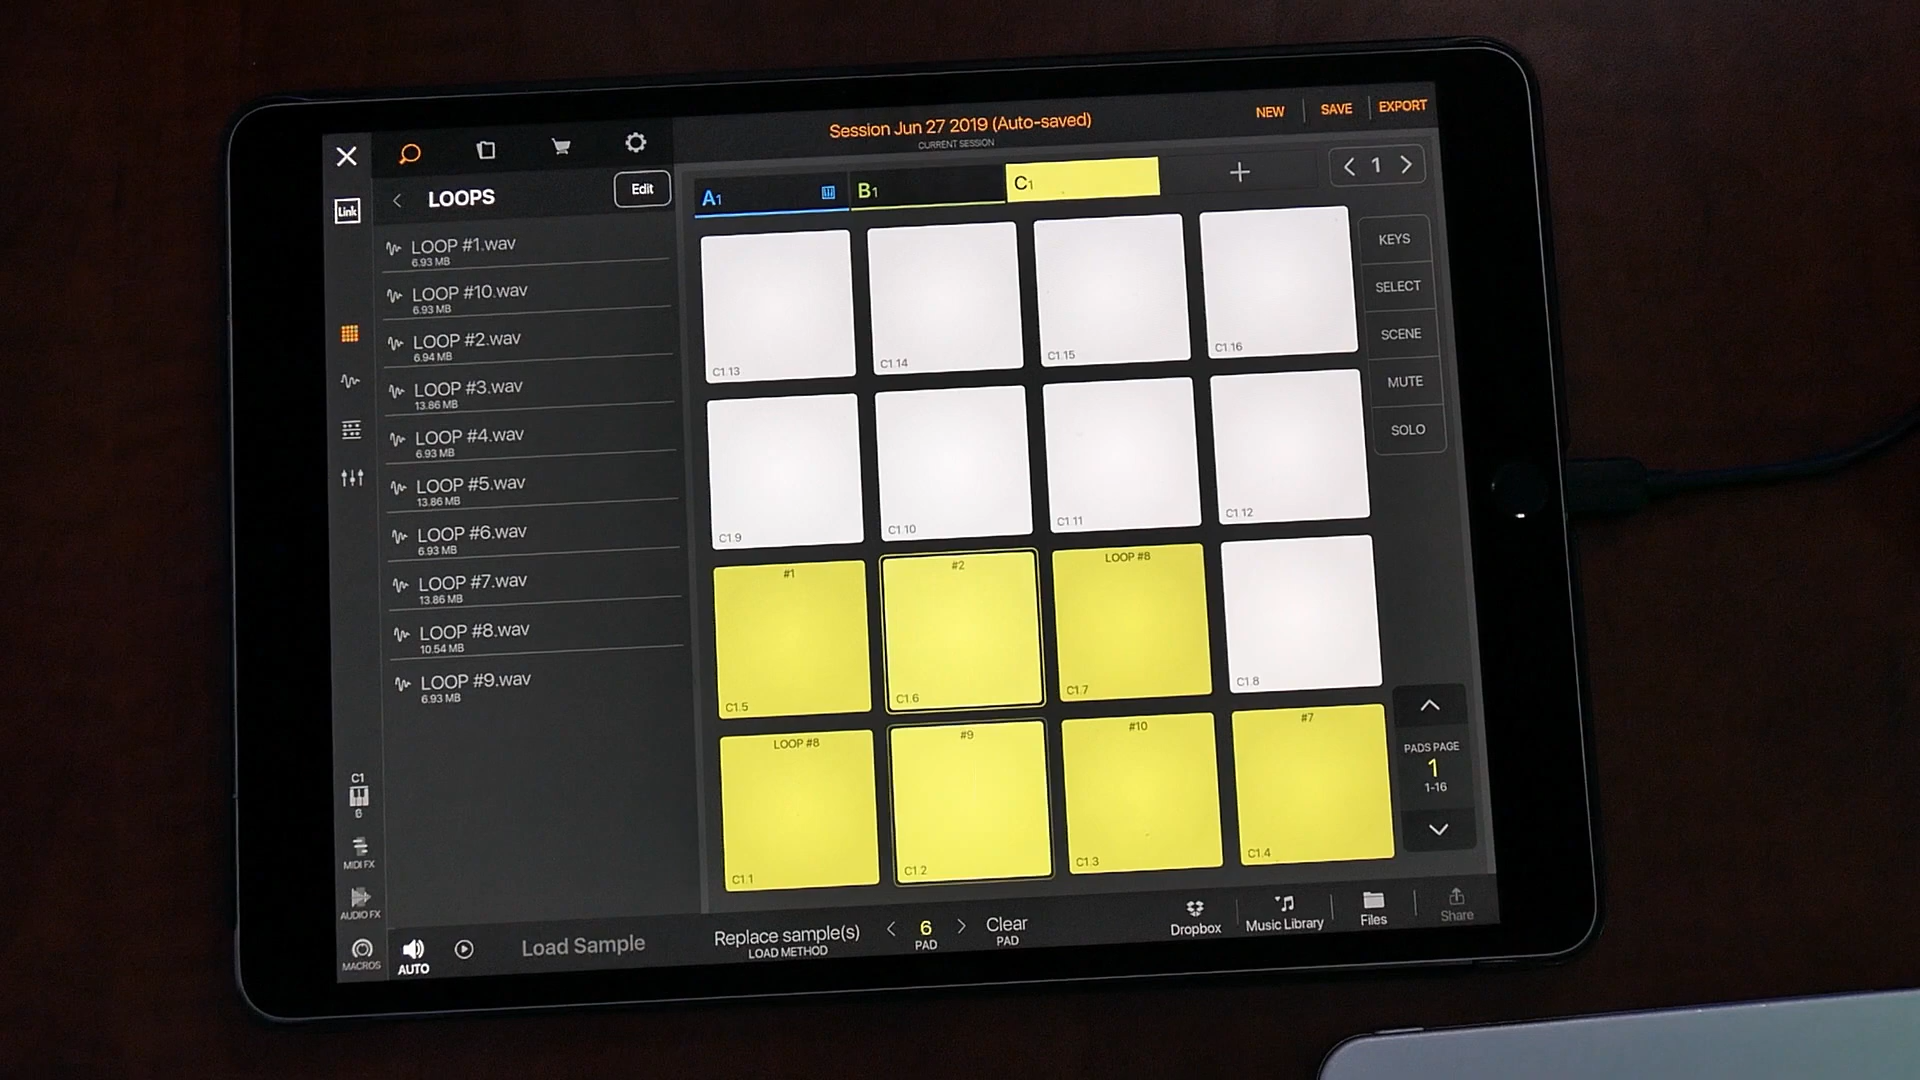 Session Jun 27 2019 (Auto-saved)
CURRENT SESSION
NEW
SAVE
EXPORT
Link
LOOPS
Edit
A1
B1
C1
+
1
LOOP #1.wav
6.93 MB
LOOP #10.wav
6.93 MB
LOOP #2.wav
6.94 MB
LOOP #3.wav
13.86 MB
LOOP #4.wav
6.93 MB
LOOP #5.wav
13.86 MB
LOOP #6.wav
6.93 MB
LOOP #7.wav
13.86 MB
LOOP #8.wav
10.54 MB
LOOP #9.wav
6.93 MB
C1.13
C1.14
C1.15
C1.16
C1.9
C1.10
C1.11
C1.12
#1
C1.5
#2
C1.6
LOOP #8
C1.7
C1.8
LOOP #8
C1.1
#9
C1.2
#10
C1.3
#7
C1.4
KEYS
SELECT
SCENE
MUTE
SOLO
PADS PAGE
1
1-16
C1
6
MIDI FX
AUDIO FX
MACROS
AUTO
Load Sample
Replace sample(s)
LOAD METHOD
6
PAD
Clear
PAD
Dropbox
Music Library
Files
Share